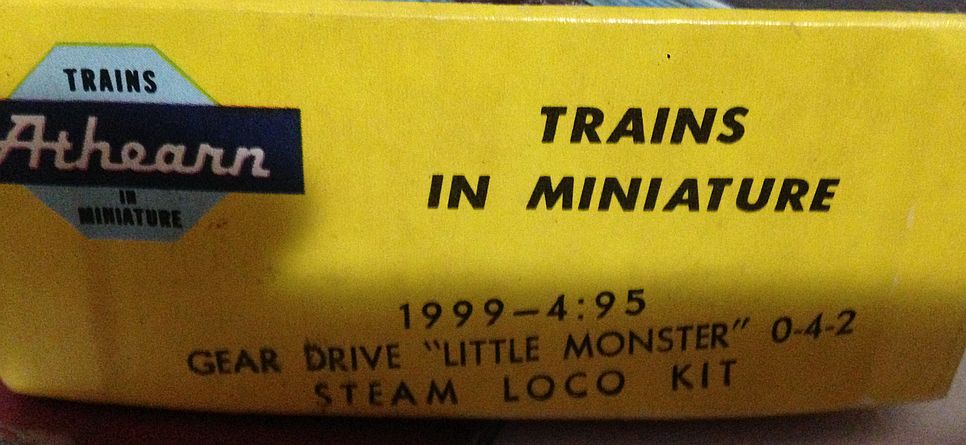 TRAINS
Athearn
IN
MINIATURE
TRAINS
IN MINIATURE
1999-4:95
GEAR DRIVE "LITTLE MONSTER" 0-4-2
STEAM LOCO KIT